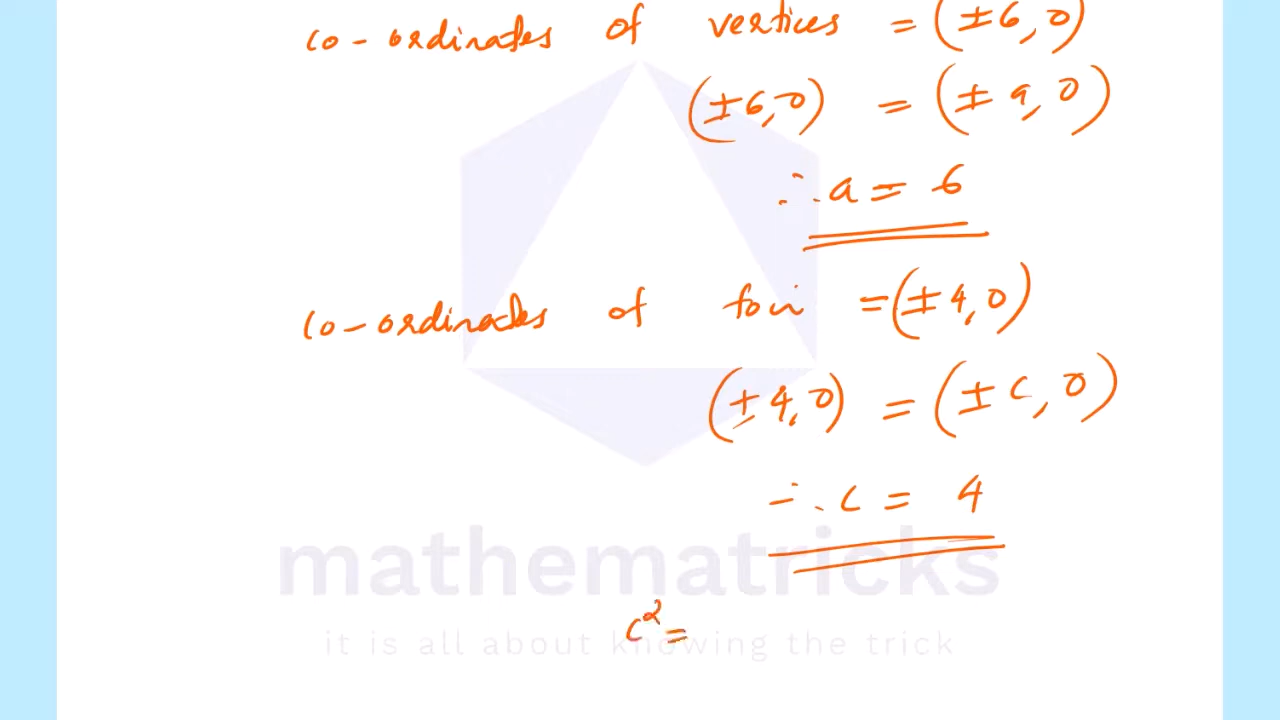 co-ordinates of vertices = (±6, 0)
(±6, 0) = (± a, 0)
∴ a = 6
co-ordinates of foci = (± 4, 0)
(± 4, 0) = (± c, 0)
∴ c = 4
mathematricks
c² =
it is all about knowing the trick